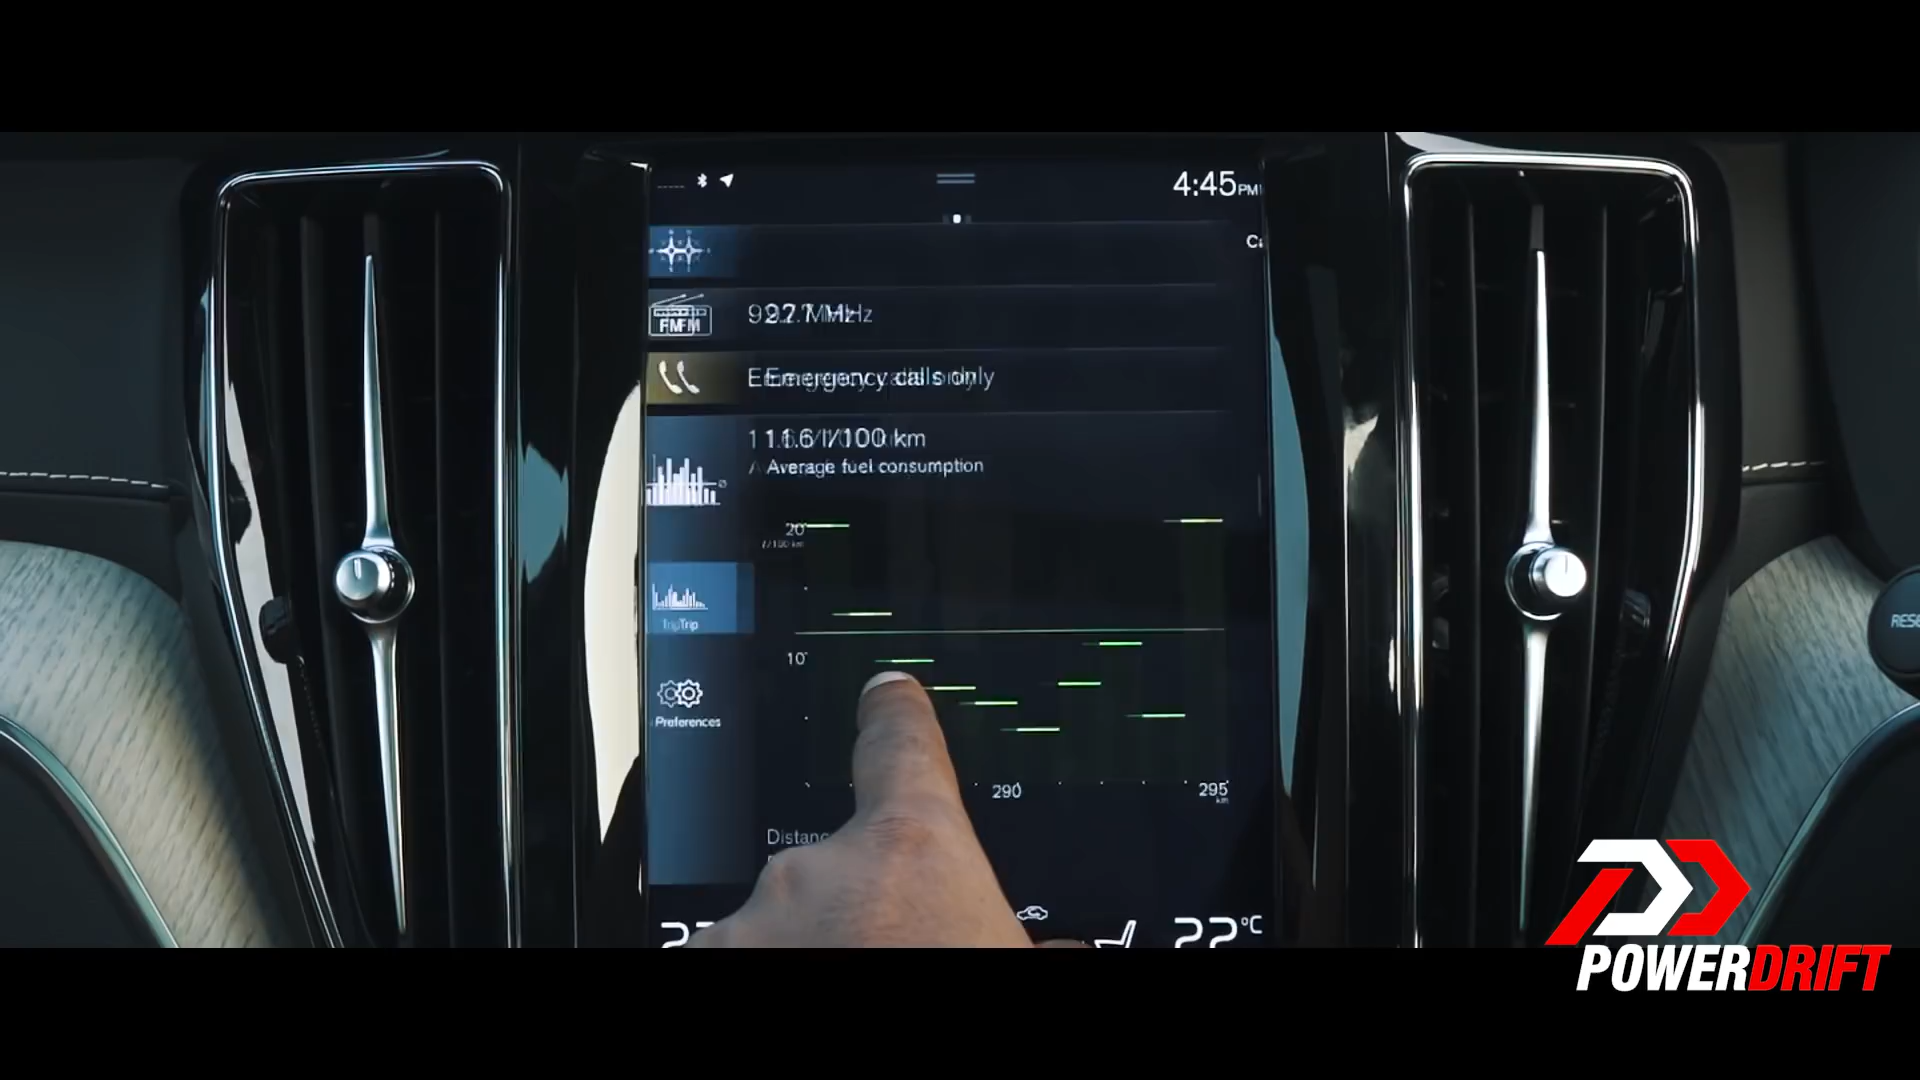 4:45PM
FM
92.7 MHz
Emergency calls only
11.6 l/100 km
Average fuel consumption
20
l/100 km
Trip
10
Preferences
290
295
km
22°C
POWERDRIFT